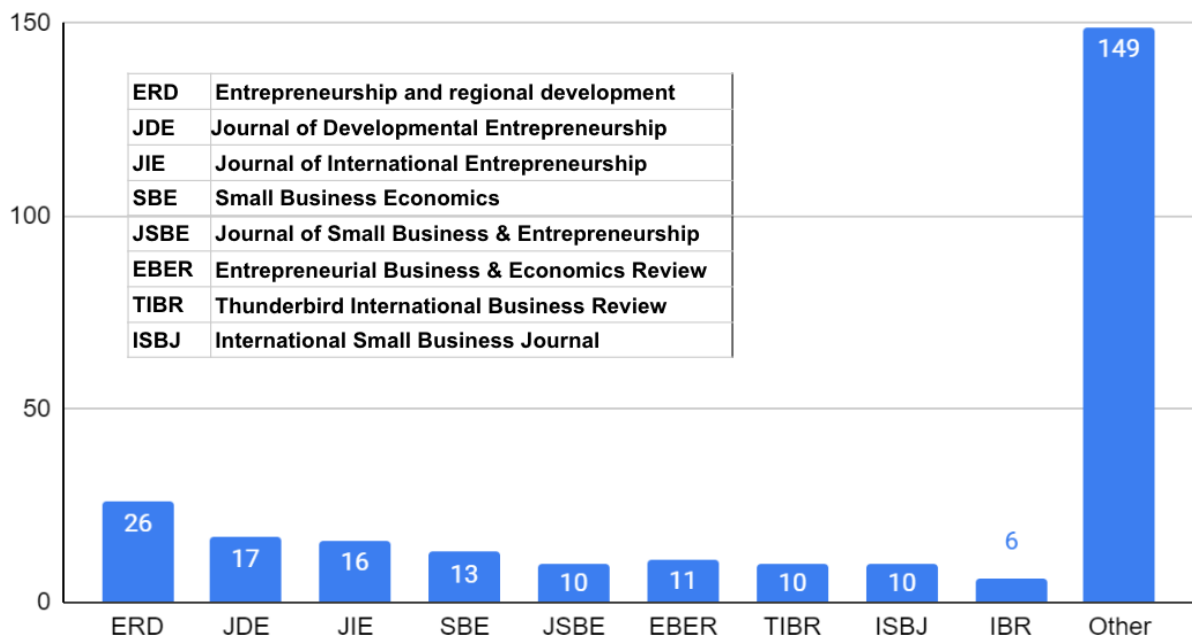 150
149
ERD Entrepreneurship and regional development
JDE Journal of Developmental Entrepreneurship
JIE Journal of International Entrepreneurship
SBE Small Business Economics
100
JSBE Journal of Small Business & Entrepreneurship
EBER Entrepreneurial Business & Economics Review
TIBR Thunderbird International Business Review
ISBJ International Small Business Journal
50
26 17 16 13 10 11 10 10 6
0
ERD JDE JIE SBE JSBE EBER TIBR ISBJ IBR Other